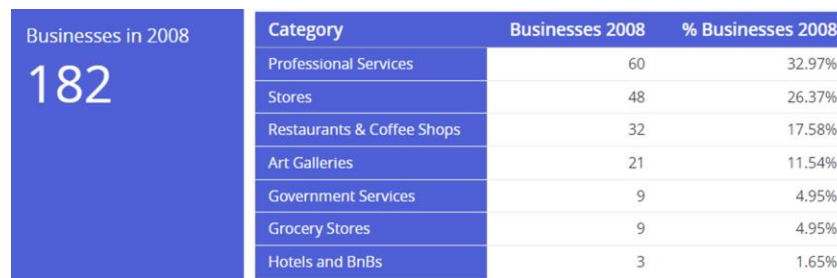 Businesses in 2008
182
Category Businesses 2008 % Businesses 2008
Professional Services 60 32.97%
Stores 48 26.37%
Restaurants & Coffee Shops 32 17.58%
Art Galleries 21 11.54%
Government Services 9 4.95%
Grocery Stores 9 4.95%
Hotels and BnBs 3 1.65%